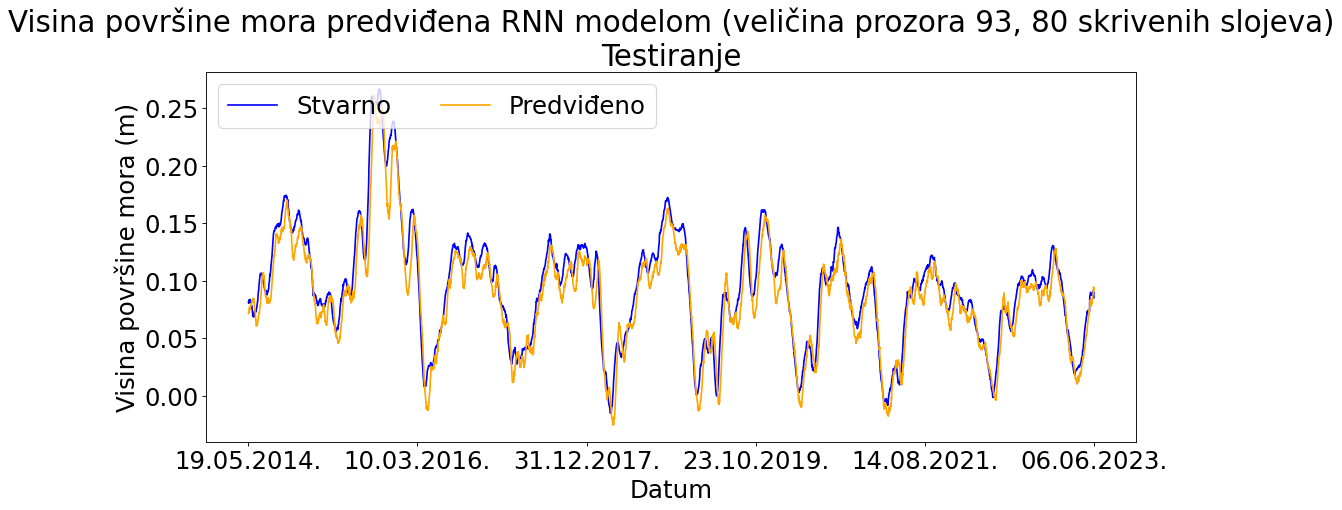 Visina površine mora predviđena RNN modelom (veličina prozora 93, 80 skrivenih slojeva)
Testiranje
Stvarno
Predviđeno
Visina površine mora (m)
0.25
0.20
0.15
0.10
0.05
0.00
19.05.2014.
10.03.2016.
31.12.2017.
23.10.2019.
14.08.2021.
06.06.2023.
Datum